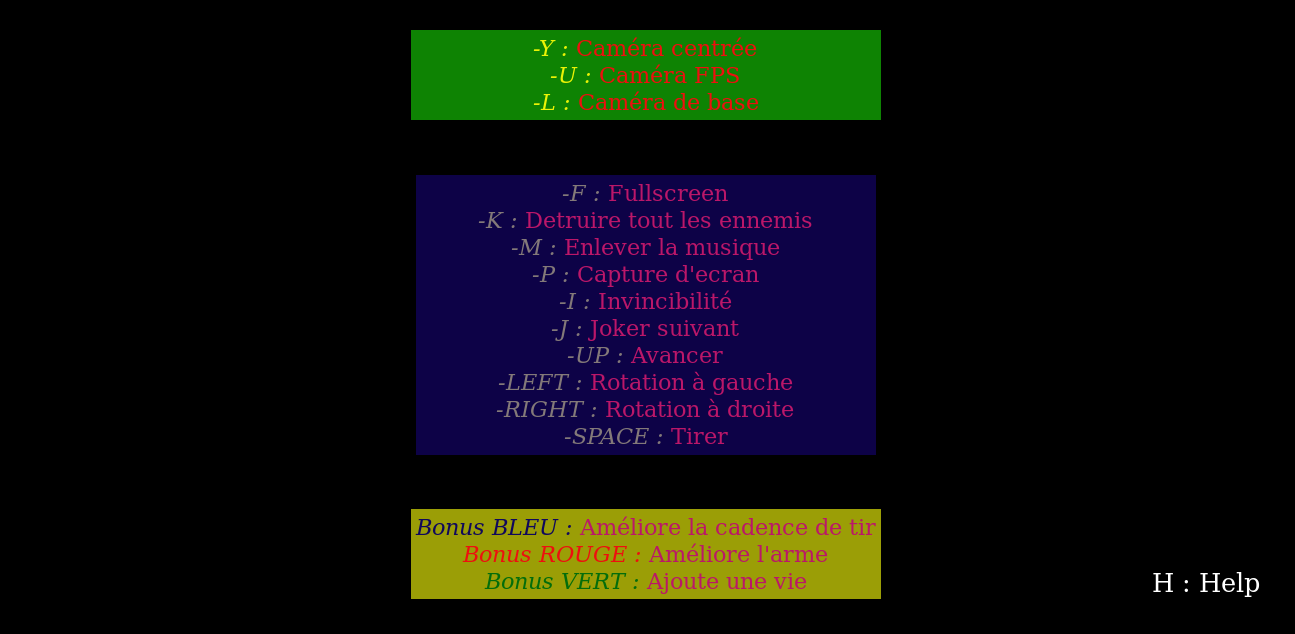 -Y : Caméra centrée
-U : Caméra FPS
-L : Caméra de base
-F : Fullscreen
-K : Detruire tout les ennemis
-M : Enlever la musique
-P : Capture d'ecran
-I : Invincibilité
-J : Joker suivant
-UP : Avancer
-LEFT : Rotation à gauche
-RIGHT : Rotation à droite
-SPACE : Tirer
Bonus BLEU : Améliore la cadence de tir
Bonus ROUGE : Améliore l'arme
Bonus VERT : Ajoute une vie
H : Help